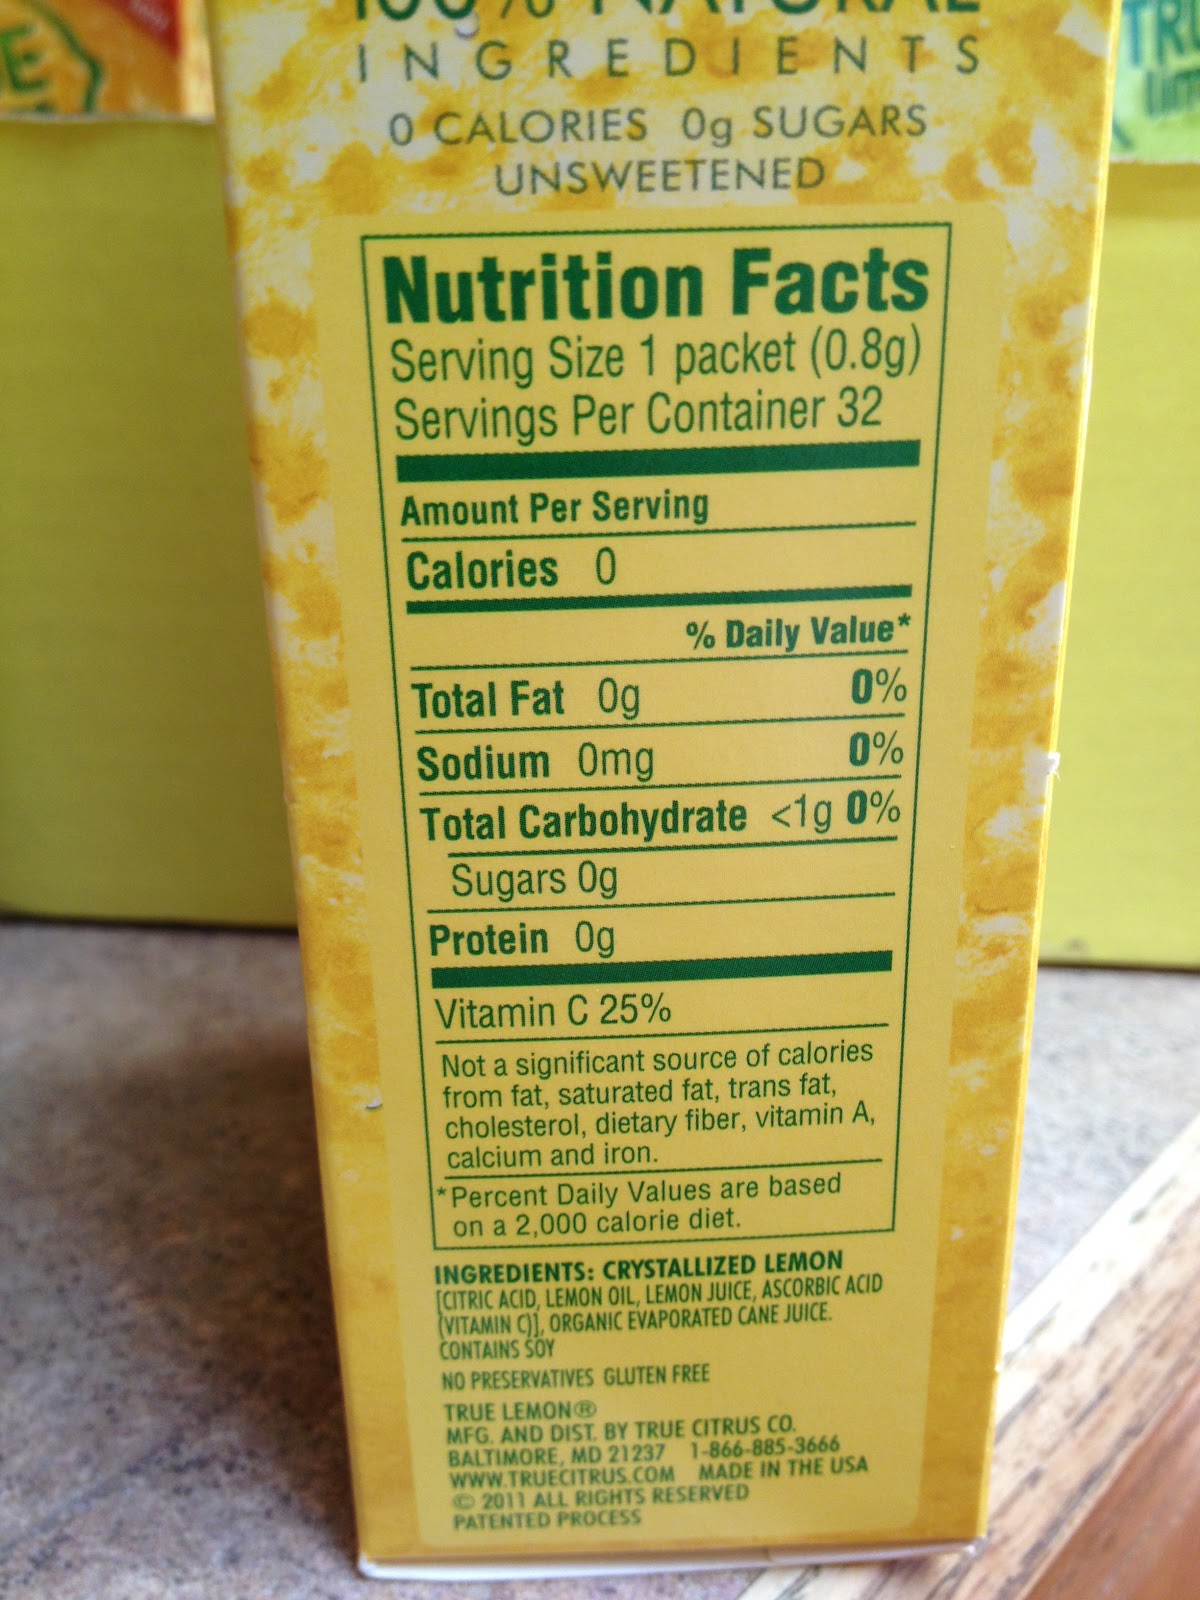 100% NATURAL
INGREDIENTS
0 CALORIES 0g SUGARS
UNSWEETENED
Nutrition Facts
Serving Size 1 packet (0.8g)
Servings Per Container 32
Amount Per Serving
Calories 0
% Daily Value*
Total Fat 0g 0%
Sodium 0mg 0%
Total Carbohydrate <1g 0%
Sugars 0g
Protein 0g
Vitamin C 25%
Not a significant source of calories
from fat, saturated fat, trans fat,
cholesterol, dietary fiber, vitamin A,
calcium and iron.
*Percent Daily Values are based
on a 2,000 calorie diet.
INGREDIENTS: CRYSTALLIZED LEMON
[CITRIC ACID, LEMON OIL, LEMON JUICE, ASCORBIC ACID
(VITAMIN C)], ORGANIC EVAPORATED CANE JUICE.
CONTAINS SOY
NO PRESERVATIVES GLUTEN FREE
TRUE LEMON®
MFG. AND DIST. BY TRUE CITRUS CO.
BALTIMORE, MD 21237 1-866-885-3666
WWW.TRUECITRUS.COM MADE IN THE USA
© 2011 ALL RIGHTS RESERVED
PATENTED PROCESS